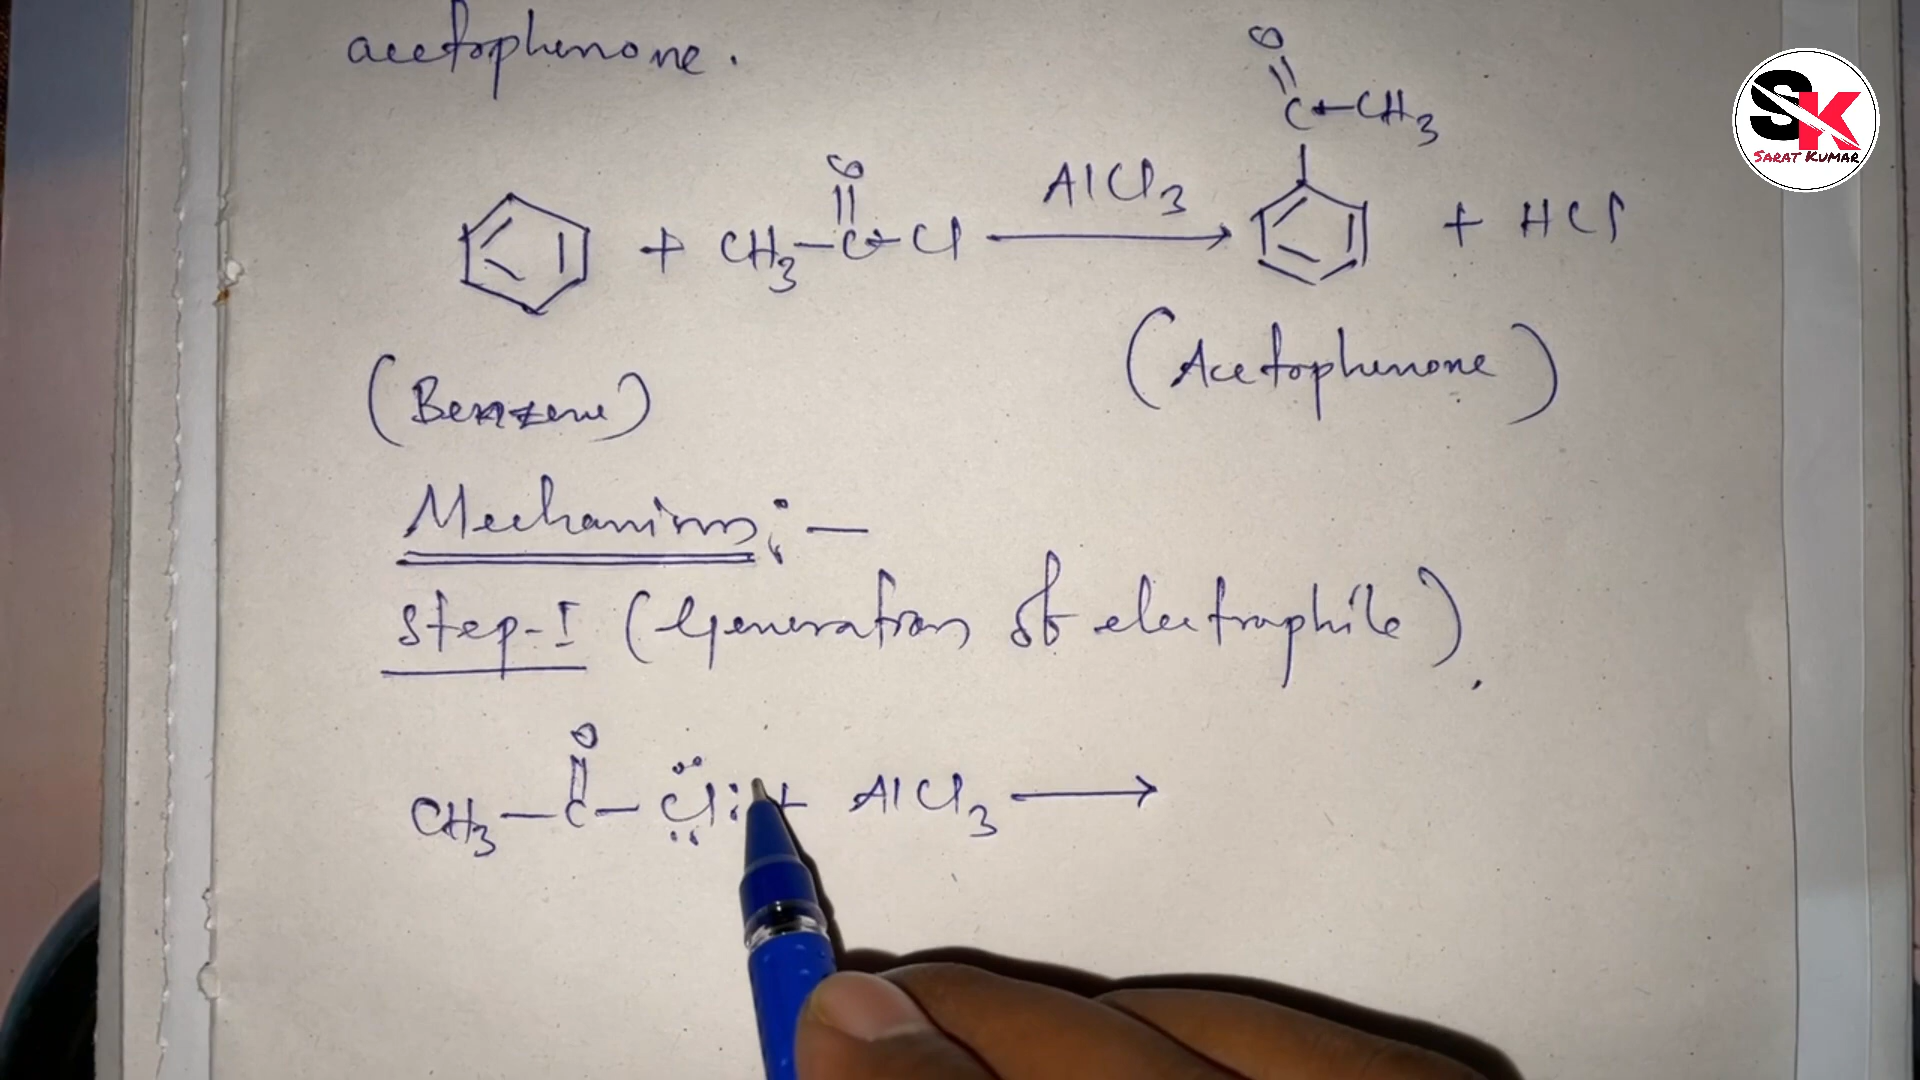 acetophenone.
O
C-CH3
O
+ CH3-C-Cl AlCl3 + HCl
(Benzene)
(Acetophenone)
Mechanism:-
Step-I (Generation of electrophile).
O
CH3-C-Cl: + AlCl3 →
SK
SARAT KUMAR